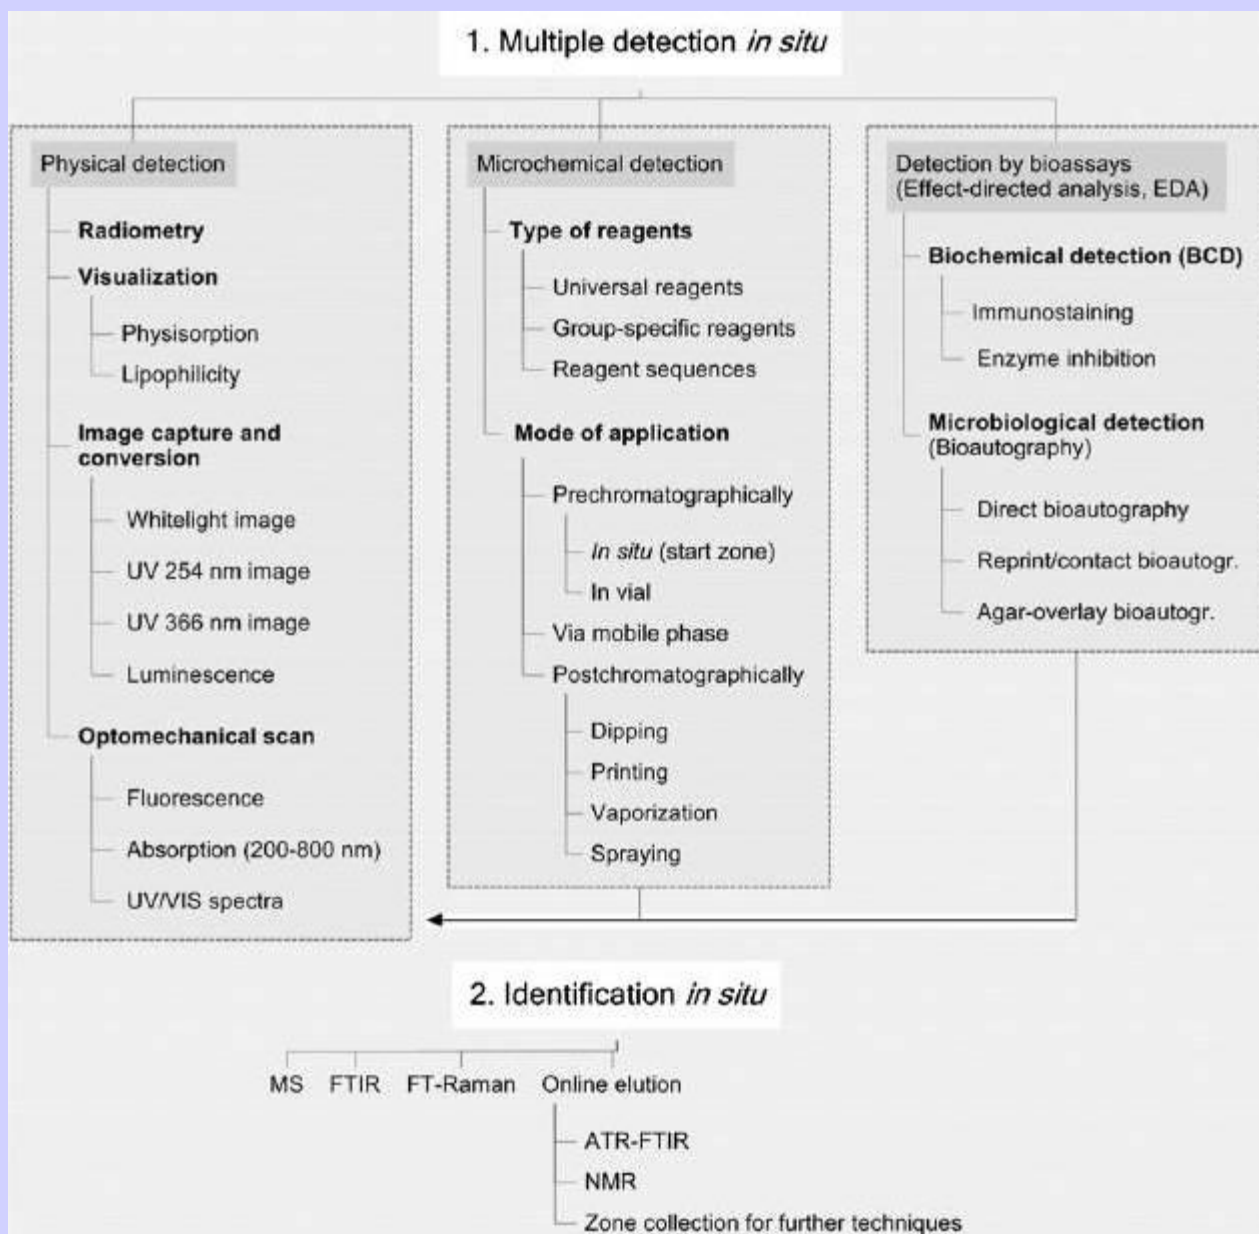 1. Multiple detection in situ
Physical detection
Radiometry
Visualization
Physisorption
Lipophilicity
Image capture and
conversion
Whitelight image
UV 254 nm image
UV 366 nm image
Luminescence
Optomechanical scan
Fluorescence
Absorption (200-800 nm)
UV/VIS spectra
Microchemical detection
Type of reagents
Universal reagents
Group-specific reagents
Reagent sequences
Mode of application
Prechromatographically
In situ (start zone)
In vial
Via mobile phase
Postchromatographically
Dipping
Printing
Vaporization
Spraying
Detection by bioassays
(Effect-directed analysis, EDA)
Biochemical detection (BCD)
Immunostaining
Enzyme inhibition
Microbiological detection
(Bioautography)
Direct bioautography
Reprint/contact bioautogr.
Agar-overlay bioautogr.
2. Identification in situ
MS
FTIR
FT-Raman
Online elution
ATR-FTIR
NMR
Zone collection for further techniques